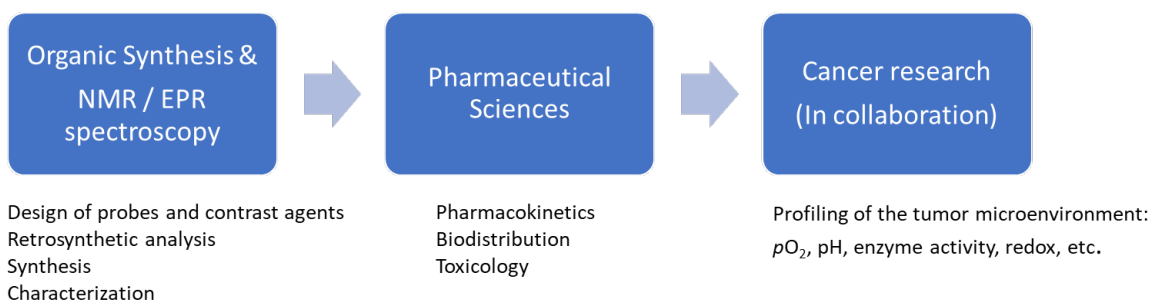 Organic Synthesis &
NMR / EPR
spectroscopy
Pharmaceutical
Sciences
Cancer research
(In collaboration)
Design of probes and contrast agents
Retrosynthetic analysis
Synthesis
Characterization
Pharmacokinetics
Biodistribution
Toxicology
Profiling of the tumor microenvironment:
pO₂, pH, enzyme activity, redox, etc.